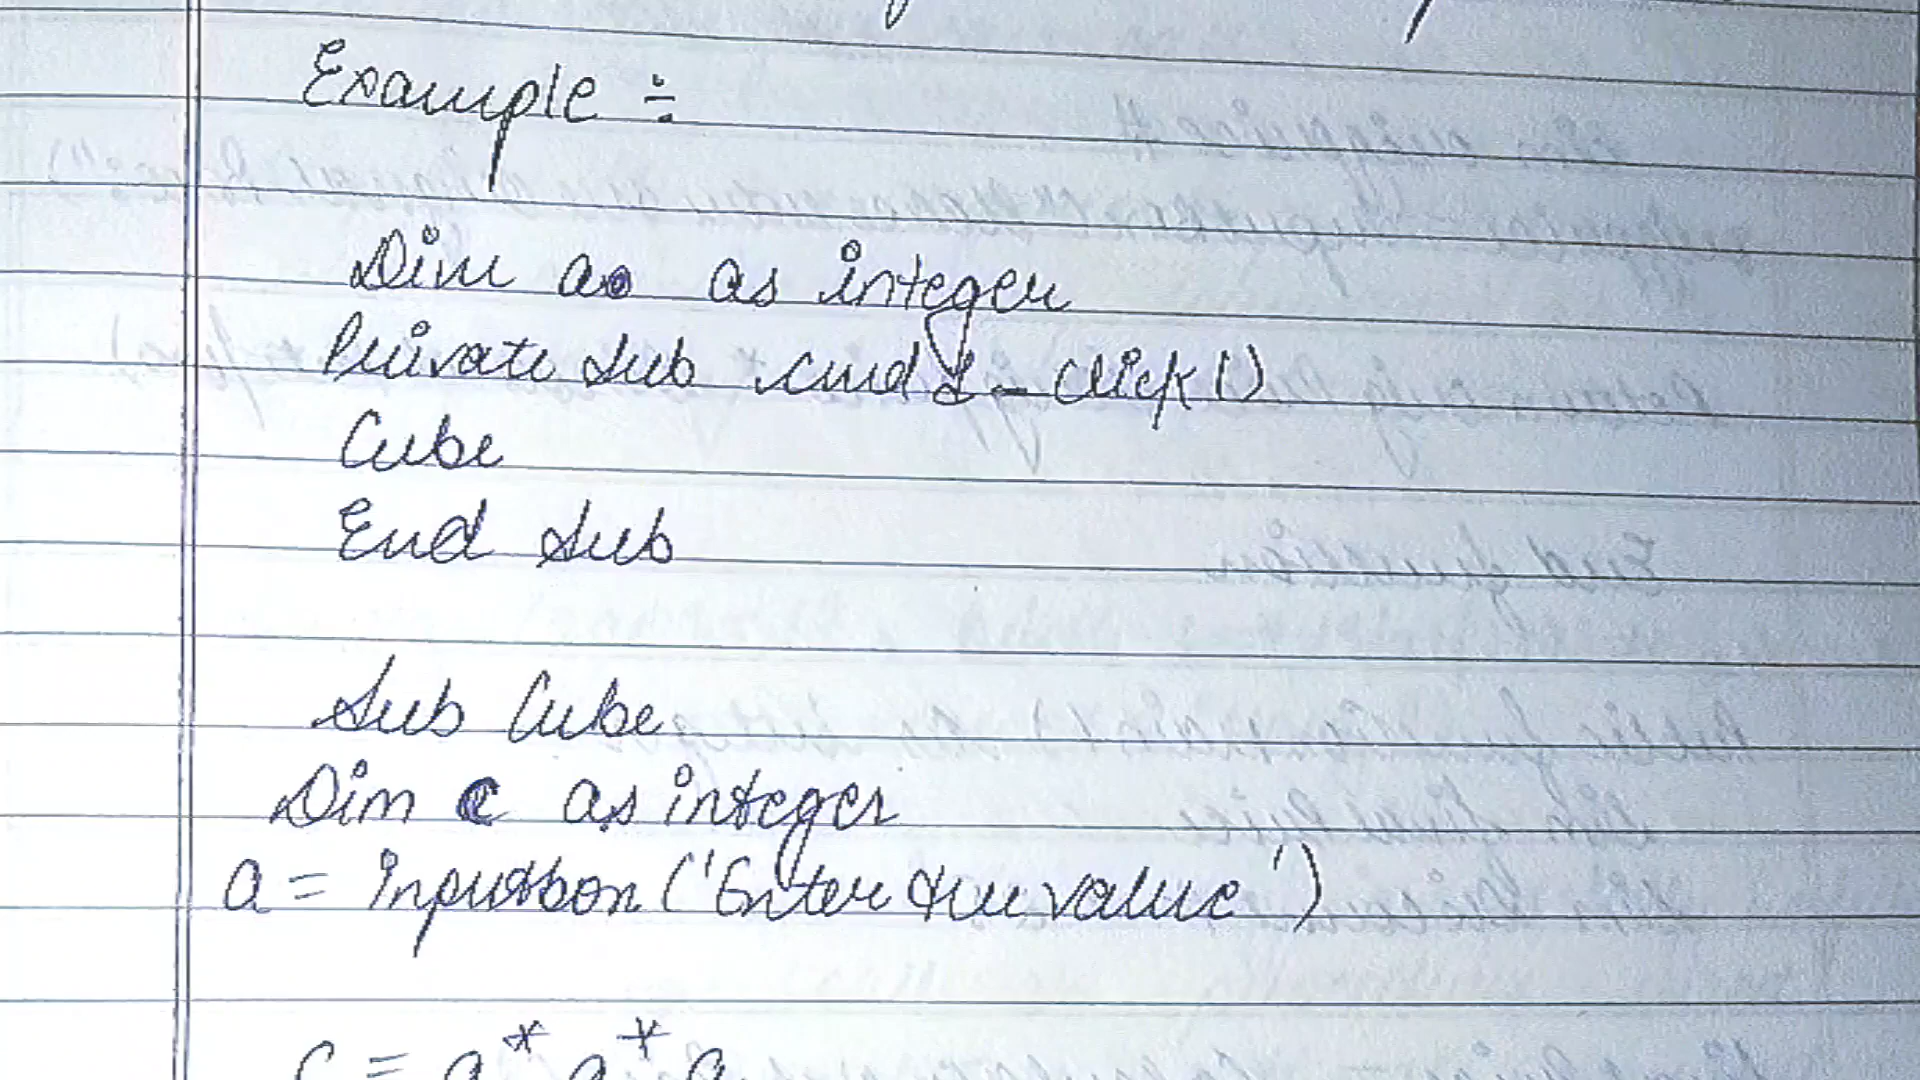 Example :-
Dim a as integer
Private Sub cmd1_Click()
Cube
End Sub
Sub Cube
Dim c as integer
a = Inputbox ('Enter the value')
c = a * a * a